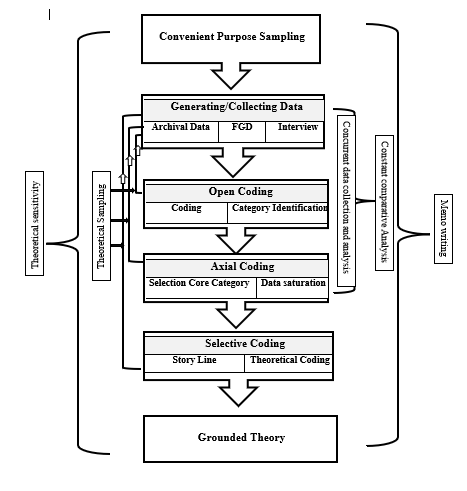 Convenient Purpose Sampling
Generating/Collecting Data
Archival Data FGD Interview
Open Coding
Coding Category Identification
Axial Coding
Selection Core Category Data saturation
Selective Coding
Story Line Theoretical Coding
Grounded Theory
Theoretical sensitivity
Theoretical Sampling
Concurrent data collection and analysis
Constant comparative Analysis
Memo writing